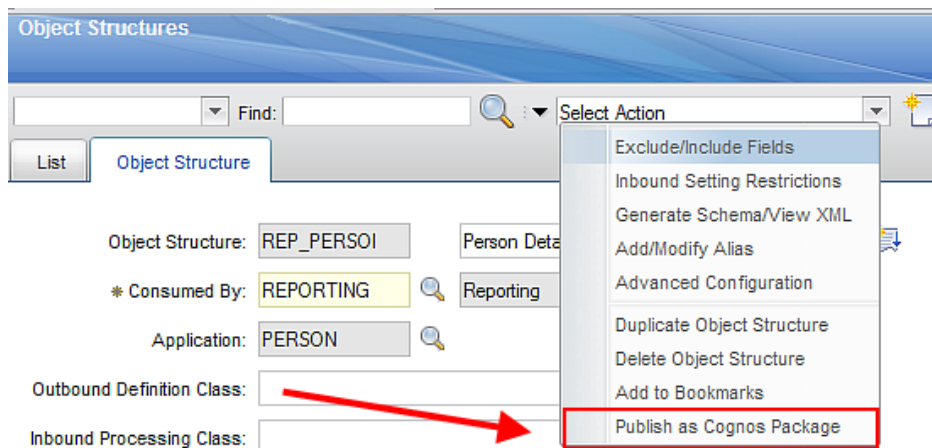 Object Structures
Find:
Select Action
List
Object Structure
Exclude/Include Fields
Inbound Setting Restrictions
Generate Schema/View XML
Add/Modify Alias
Advanced Configuration
Duplicate Object Structure
Delete Object Structure
Add to Bookmarks
Publish as Cognos Package
Object Structure: REP_PERSOI Person Deta
* Consumed By: REPORTING Reporting
Application: PERSON
Outbound Definition Class:
Inbound Processing Class: